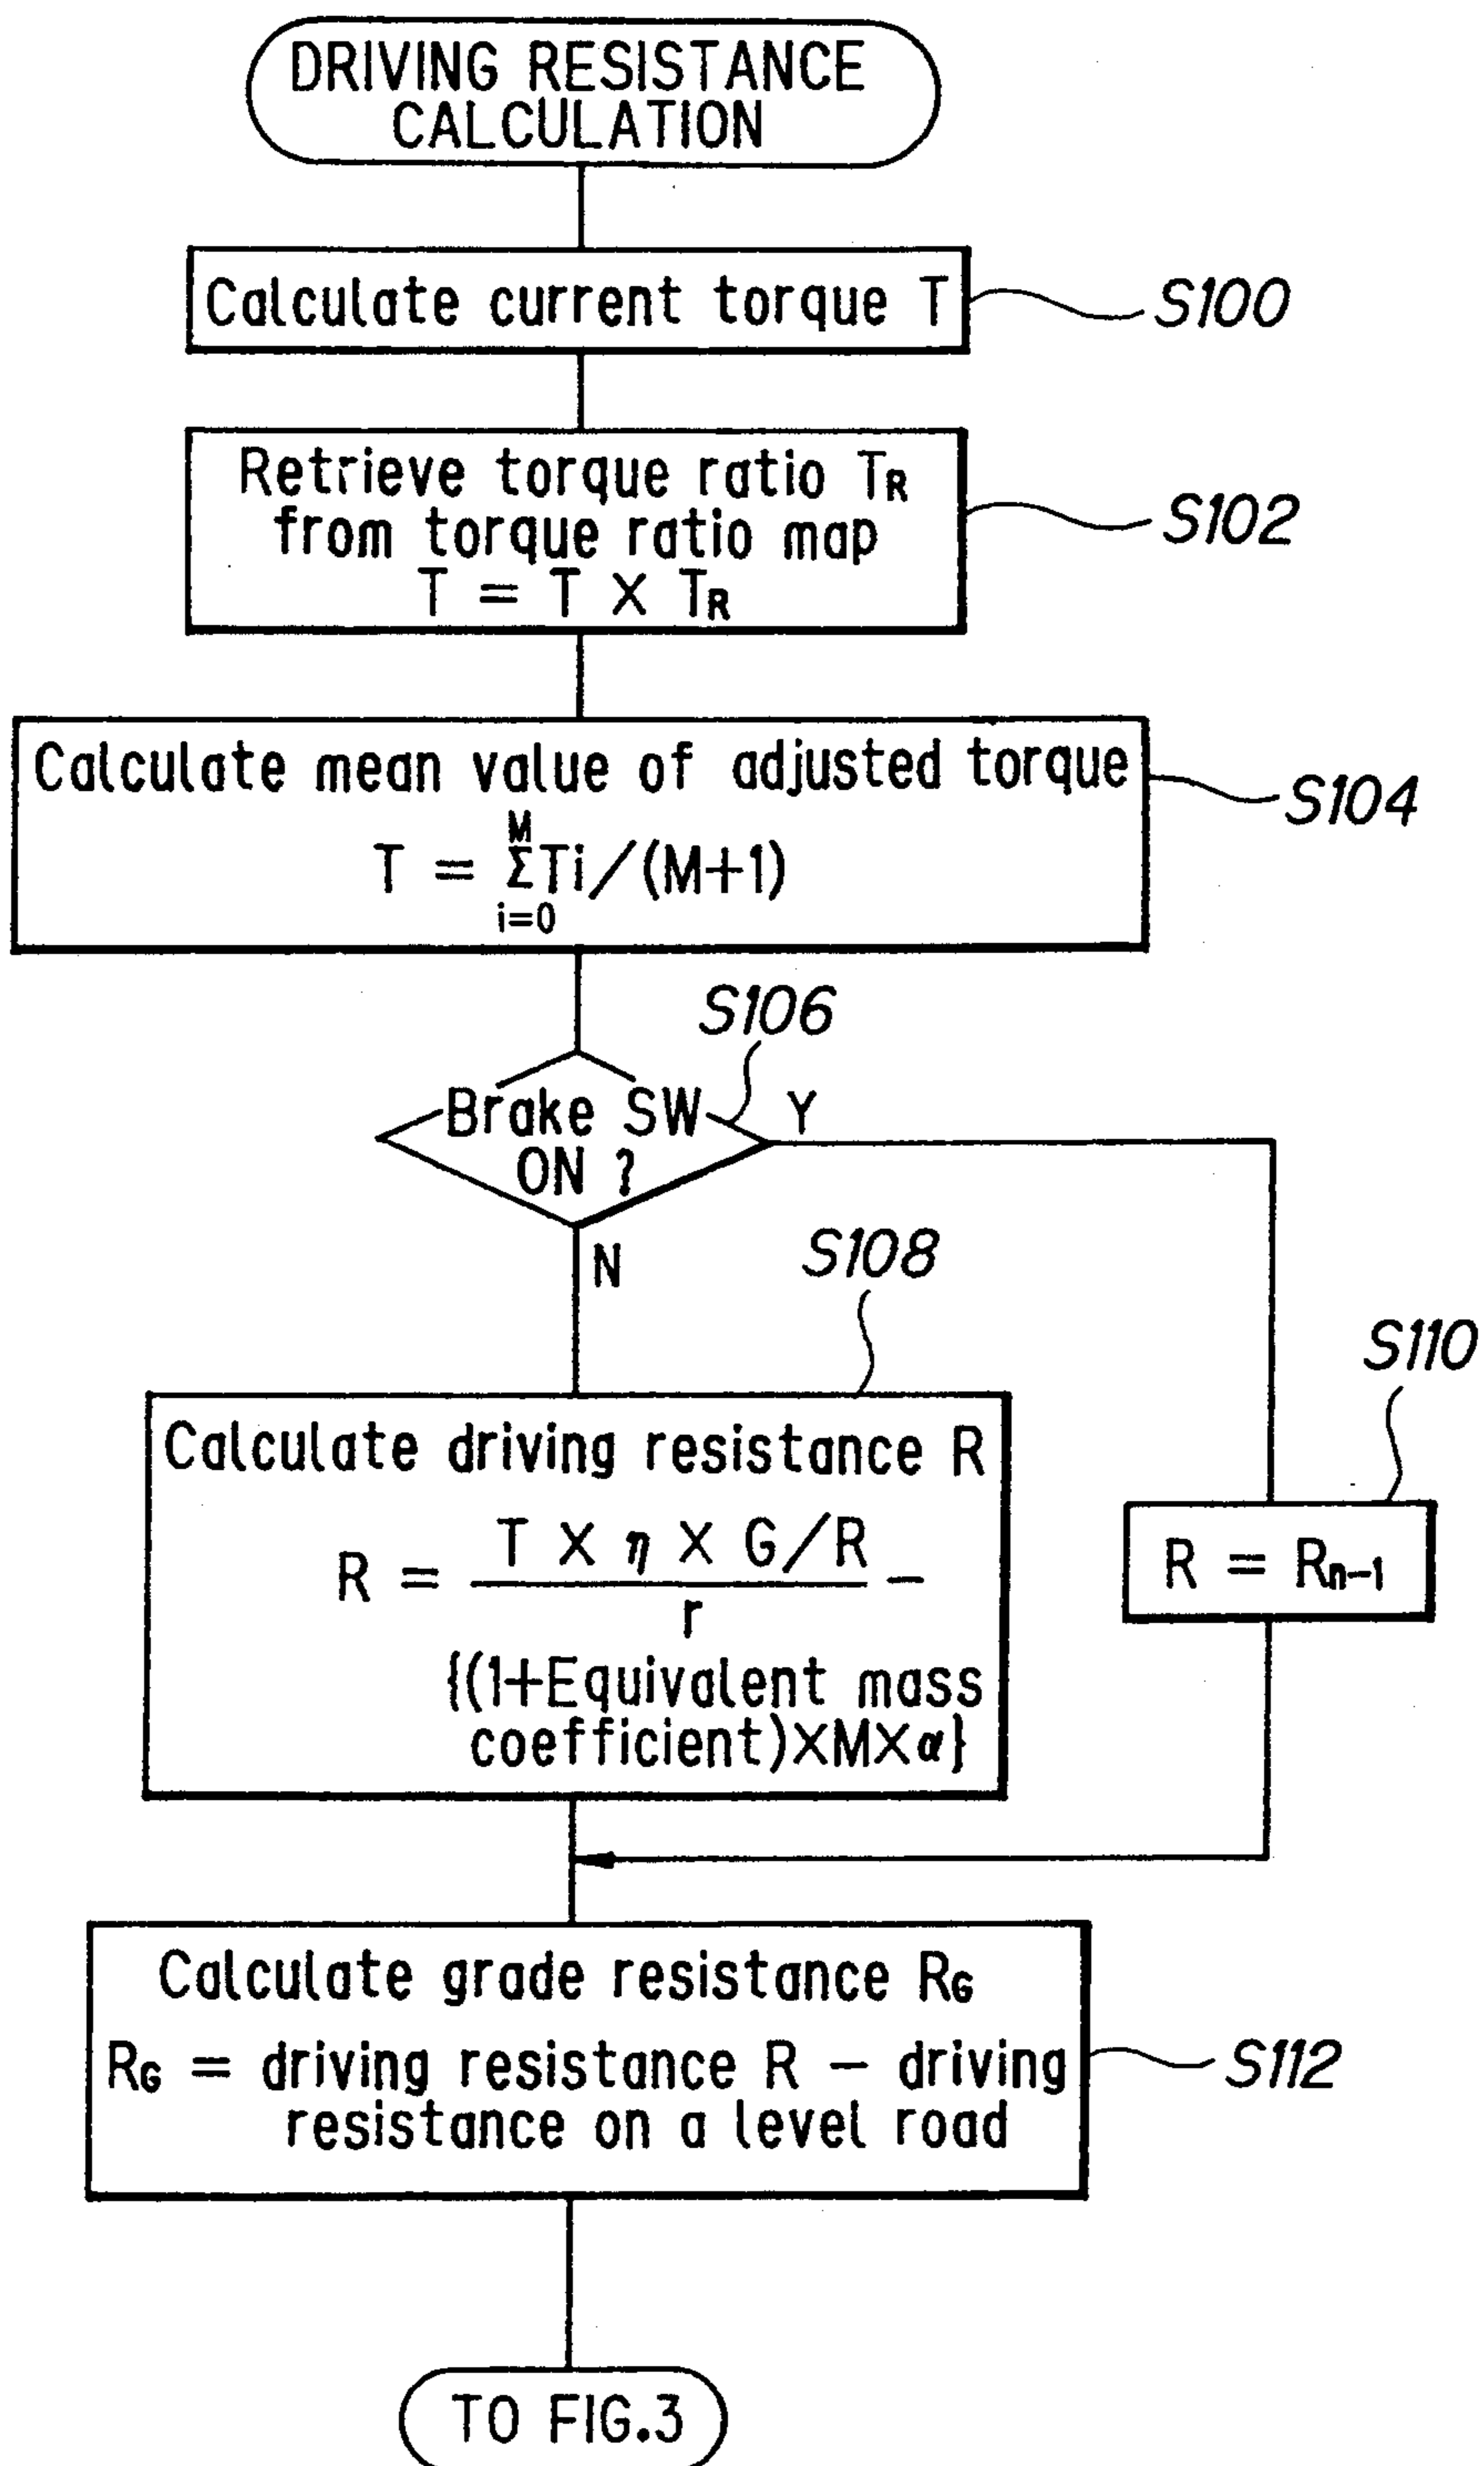 DRIVING RESISTANCE
CALCULATION
Calculate current torque T
S100
Retrieve torque ratio TR
from torque ratio map
T = T X TR
S102
Calculate mean value of adjusted torque
S104
M
T = ΣTi/(M+1)
i=0
S106
Brake SW
ON ?
Y
N
S108
S110
Calculate driving resistance R
T X η X G/R
R = ―
r
{(1+Equivalent mass
coefficient)XMXα}
R = Rn-1
Calculate grade resistance RG
RG = driving resistance R – driving
resistance on a level road
S112
TO FIG.3